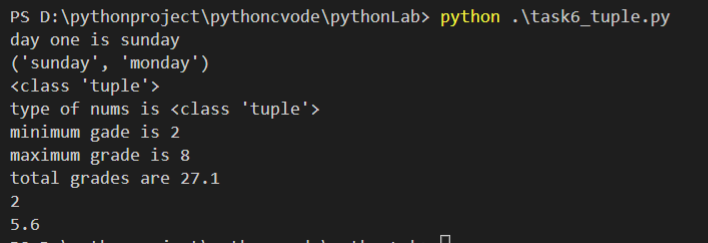 PS D:\pythonproject\pythoncvode\pythonLab> python .\task6_tuple.py
day one is sunday
('sunday', 'monday')
<class 'tuple'>
type of nums is <class 'tuple'>
minimum gade is 2
maximum grade is 8
total grades are 27.1
2
5.6